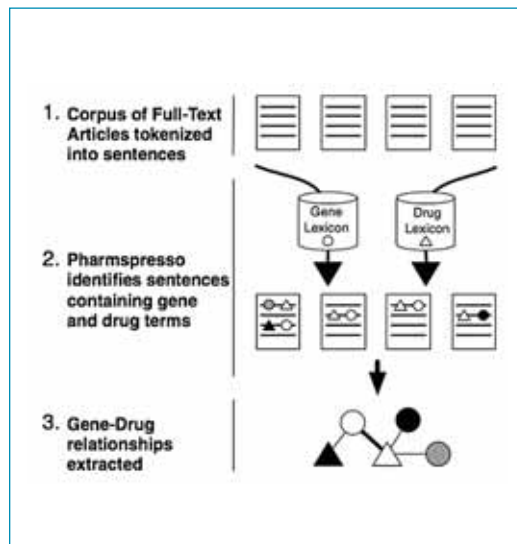 1. Corpus of Full-Text
Articles tokenized
into sentences
Gene
Lexicon
Drug
Lexicon
2. Pharmspresso
identifies sentences
containing gene
and drug terms
3. Gene-Drug
relationships
extracted